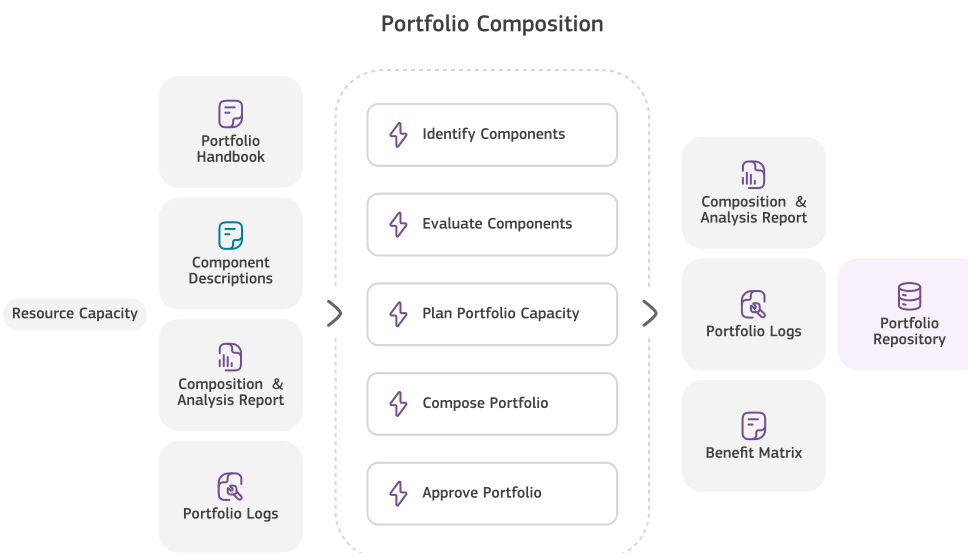 Portfolio Composition
Resource Capacity
Portfolio
Handbook
Component
Descriptions
Composition &
Analysis Report
Portfolio Logs
Identify Components
Evaluate Components
Plan Portfolio Capacity
Compose Portfolio
Approve Portfolio
Composition &
Analysis Report
Portfolio Logs
Benefit Matrix
Portfolio
Repository